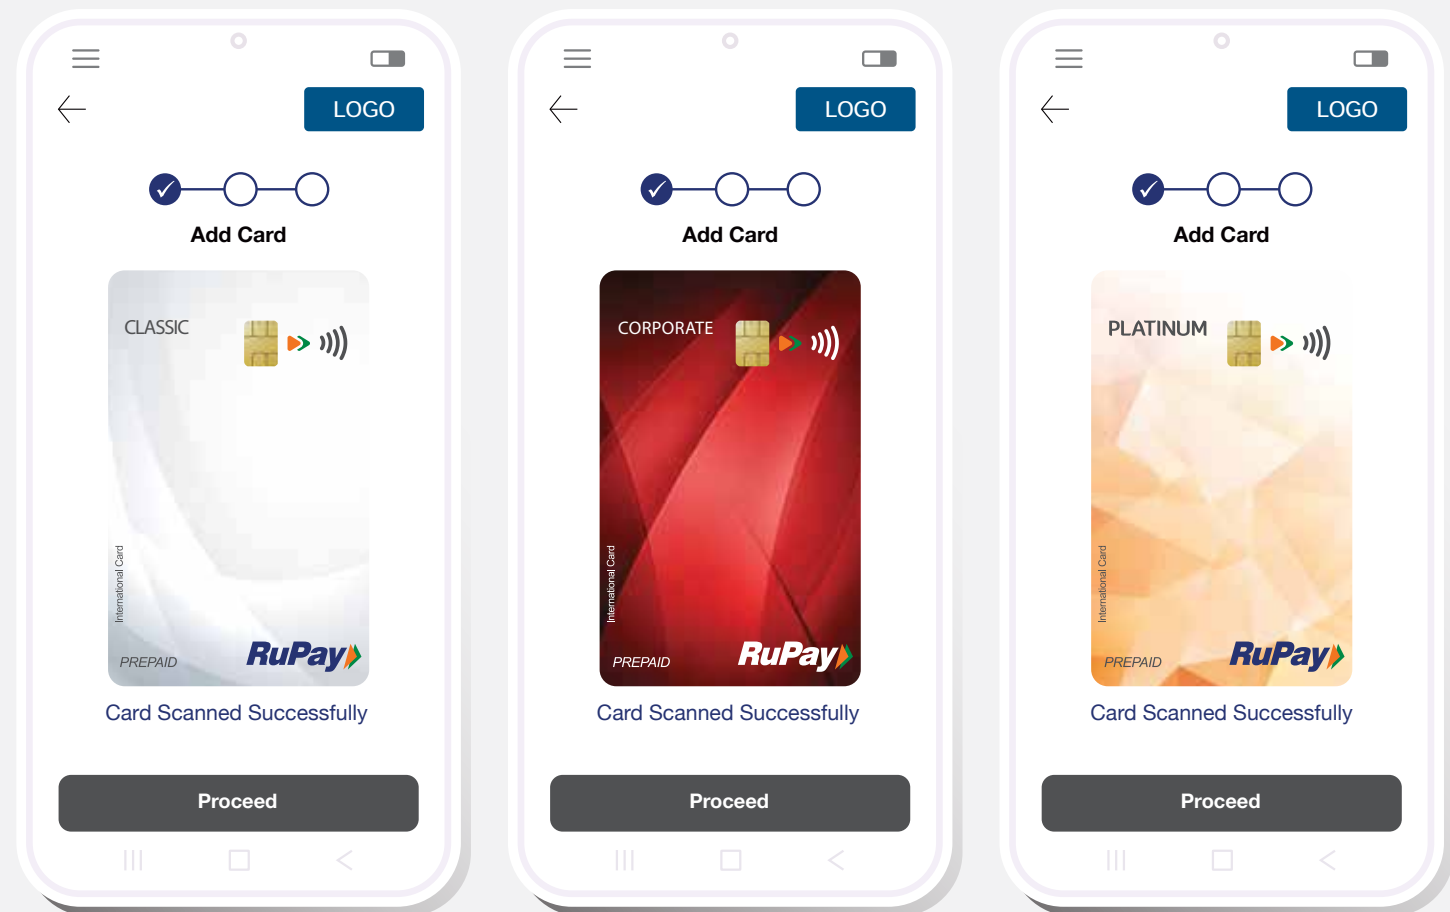 LOGO
Add Card
CLASSIC
International Card
PREPAID
RuPay
Card Scanned Successfully
Proceed
LOGO
Add Card
CORPORATE
International Card
PREPAID
RuPay
Card Scanned Successfully
Proceed
LOGO
Add Card
PLATINUM
International Card
PREPAID
RuPay
Card Scanned Successfully
Proceed